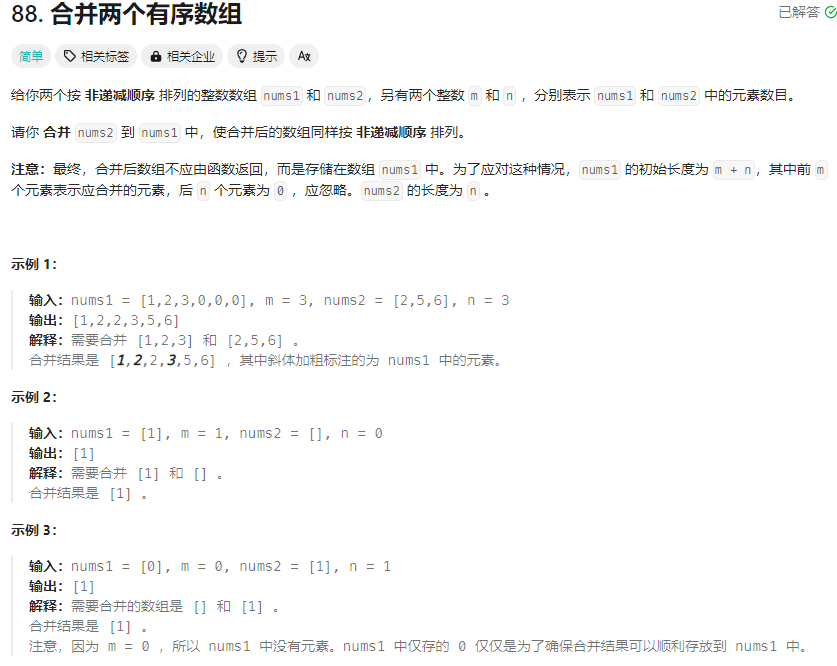 88. 合并两个有序数组
已解答
简单 相关标签 相关企业 提示 Ax
给你两个按 非递减顺序 排列的整数数组 nums1 和 nums2，另有两个整数 m 和 n ，分别表示 nums1 和 nums2 中的元素数目。
请你 合并 nums2 到 nums1 中，使合并后的数组同样按 非递减顺序 排列。
注意：最终，合并后数组不应由函数返回，而是存储在数组 nums1 中。为了应对这种情况，nums1 的初始长度为 m + n，其中前 m
个元素表示应合并的元素，后 n 个元素为 0 ，应忽略。nums2 的长度为 n 。
示例 1：
输入：nums1 = [1,2,3,0,0,0], m = 3, nums2 = [2,5,6], n = 3
输出：[1,2,2,3,5,6]
解释：需要合并 [1,2,3] 和 [2,5,6] 。
合并结果是 [1,2,2,3,5,6] ，其中斜体加粗标注的为 nums1 中的元素。
示例 2：
输入：nums1 = [1], m = 1, nums2 = [], n = 0
输出：[1]
解释：需要合并 [1] 和 [] 。
合并结果是 [1] 。
示例 3：
输入：nums1 = [0], m = 0, nums2 = [1], n = 1
输出：[1]
解释：需要合并的数组是 [] 和 [1] 。
合并结果是 [1] 。
注意，因为 m = 0 ，所以 nums1 中没有元素。nums1 中仅存的 0 仅仅是为了确保合并结果可以顺利存放到 nums1 中。